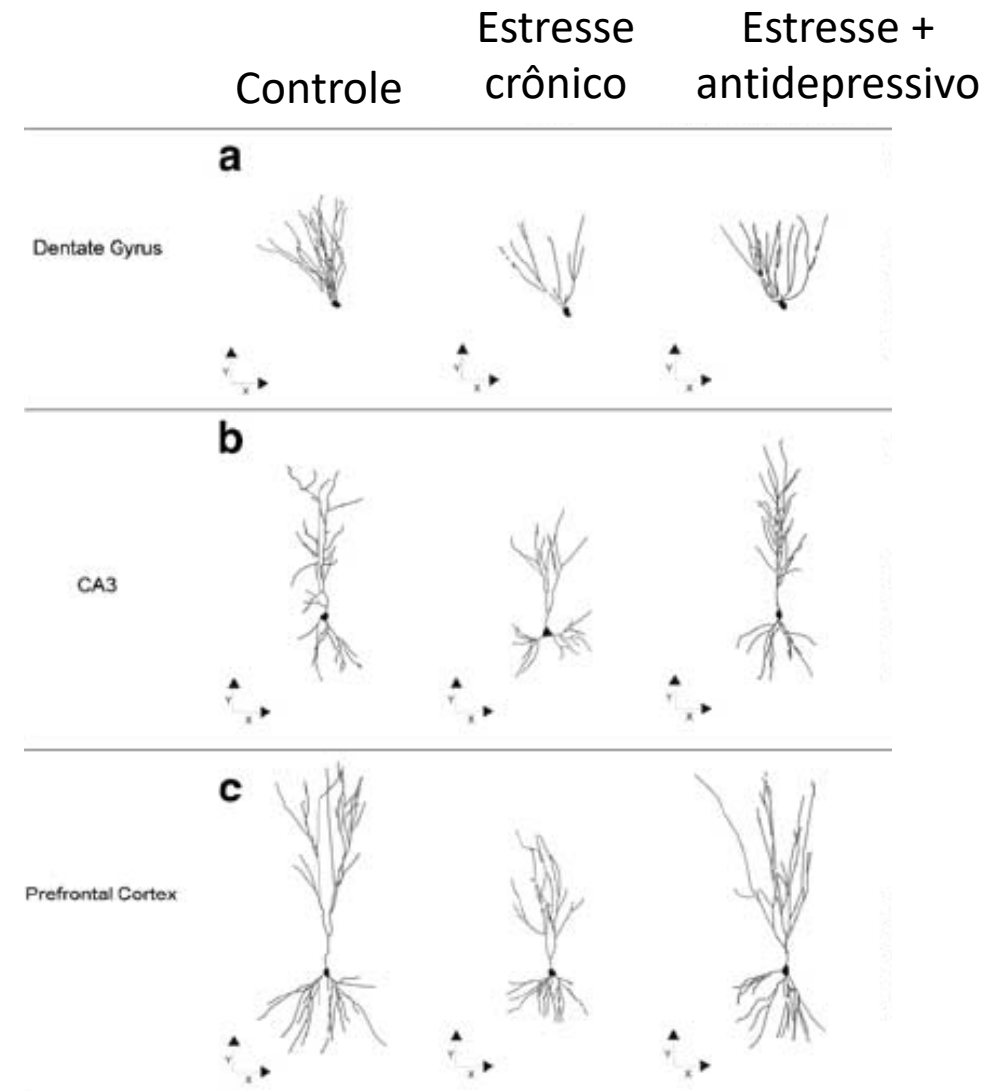 Controle
Estresse
crônico
Estresse +
antidepressivo
a
Dentate Gyrus
Y
X
Y
X
Y
X
b
CA3
Y
X
Y
X
Y
X
c
Prefrontal Cortex
Y
X
Y
X
Y
X